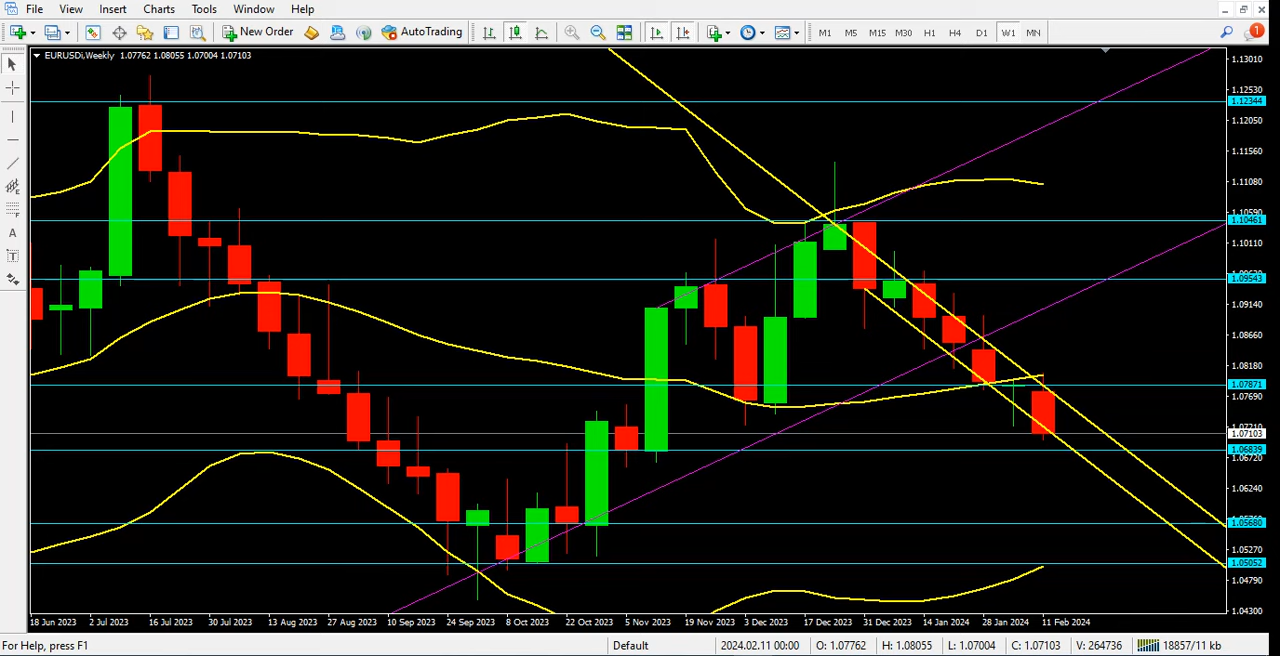 File View Insert Charts Tools Window Help
New Order AutoTrading M1 M5 M15 M30 H1 H4 D1 W1 MN 1
EURUSDi,Weekly 1.07762 1.08055 1.07004 1.07103
1.13010
1.12530
1.12344
1.12050
1.11560
1.11080
1.10590
1.10461
1.10110
1.09543
1.09140
1.08660
1.08180
1.07871
1.07690
1.07103
1.06839
1.06720
1.06240
1.05680
1.05270
1.05052
1.04790
1.04300
E
F
A
T
18 Jun 2023 2 Jul 2023 16 Jul 2023 30 Jul 2023 13 Aug 2023 27 Aug 2023 10 Sep 2023 24 Sep 2023 8 Oct 2023 22 Oct 2023 5 Nov 2023 19 Nov 2023 3 Dec 2023 17 Dec 2023 31 Dec 2023 14 Jan 2024 28 Jan 2024 11 Feb 2024
For Help, press F1 Default 2024.02.11 00:00 O: 1.07762 H: 1.08055 L: 1.07004 C: 1.07103 V: 264736 18857/11 kb